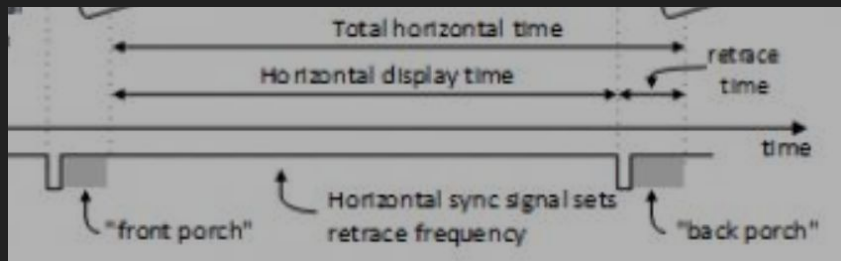 Total horizontal time
Horizontal display time
retrace
time
time
Horizontal sync signal sets
retrace frequency
"front porch"
"back porch"